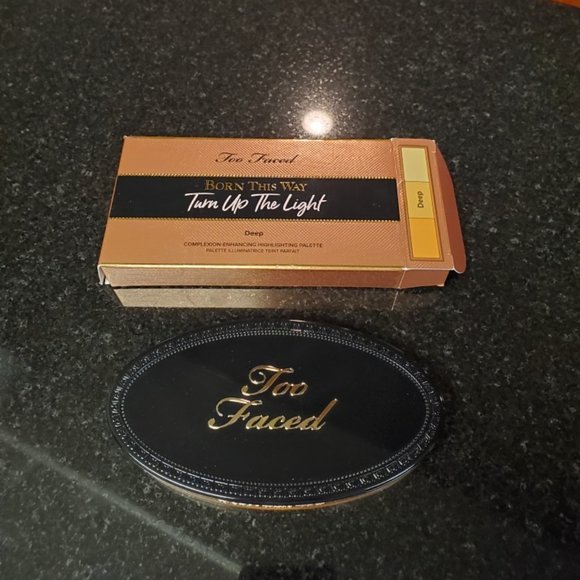 Too Faced
BORN THIS WAY
Turn Up The Light
Deep
COMPLEXION ENHANCING HIGHLIGHTING PALETTE
PALETTE ILLUMINATRICE TEINT PARFAIT
Deep
Too
Faced